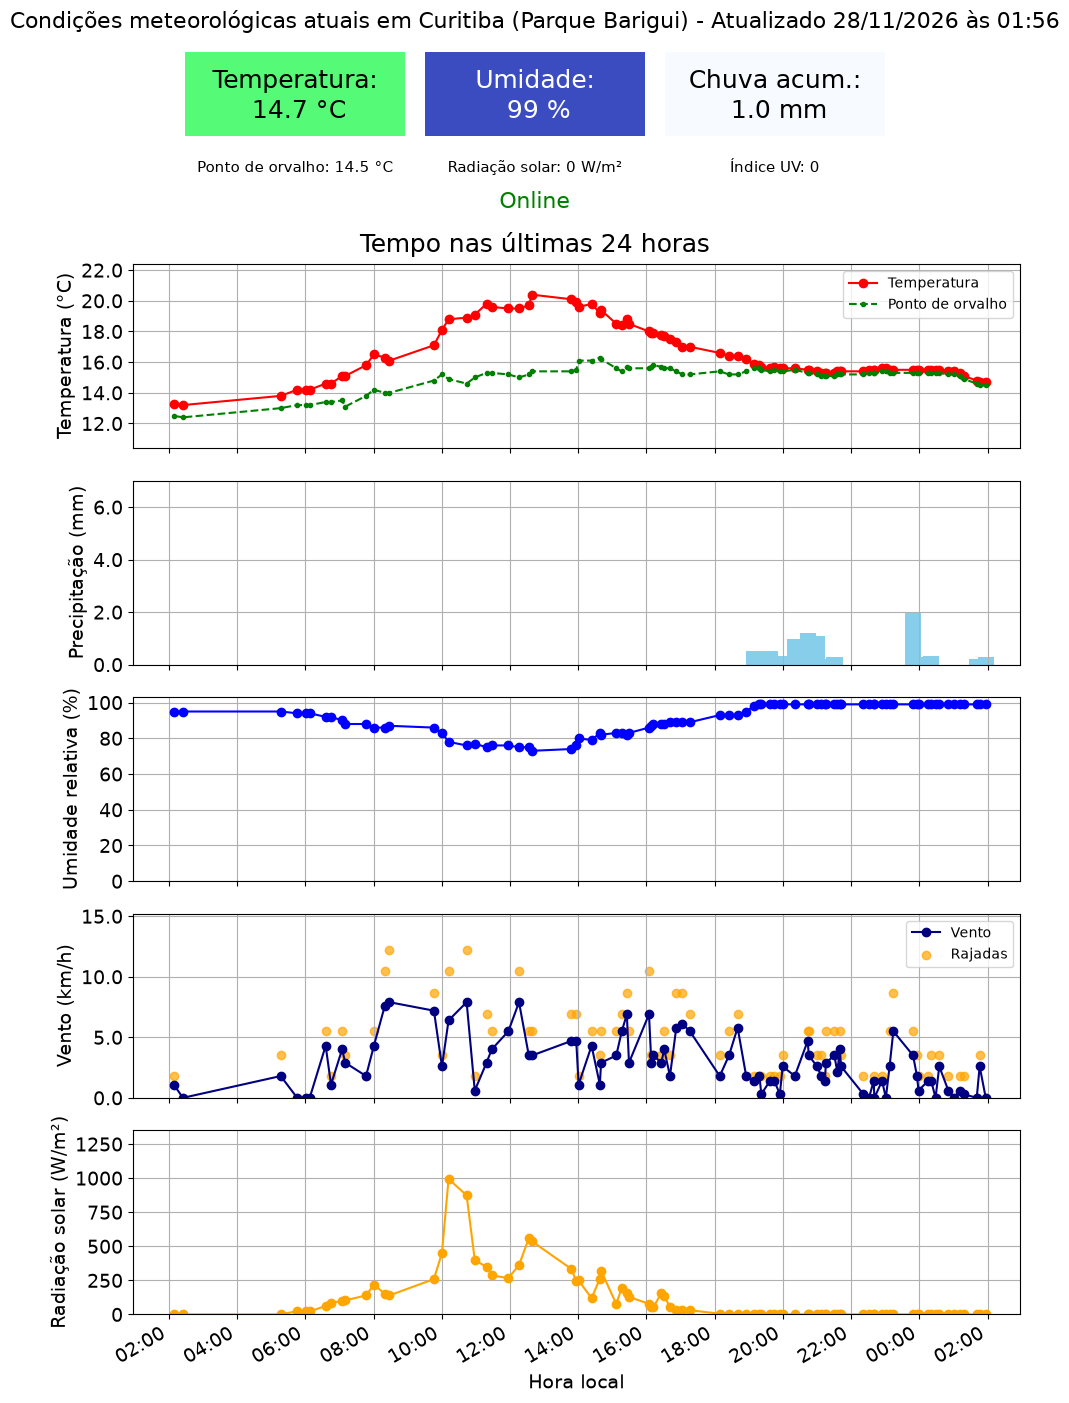 Condições meteorológicas atuais em Curitiba (Parque Barigui) - Atualizado 28/11/2026 às 01:56
Temperatura:
14.7 °C
Umidade:
99 %
Chuva acum.:
1.0 mm
Ponto de orvalho: 14.5 °C
Radiação solar: 0 W/m²
Índice UV: 0
Online
Tempo nas últimas 24 horas
Temperatura (°C)
22.0
20.0
18.0
16.0
14.0
12.0
Temperatura
Ponto de orvalho
Precipitação (mm)
6.0
4.0
2.0
0.0
Umidade relativa (%)
100
80
60
40
20
0
Vento (km/h)
15.0
10.0
5.0
0.0
Vento
Rajadas
Radiação solar (W/m²)
1250
1000
750
500
250
0
02:00
04:00
06:00
08:00
10:00
12:00
14:00
16:00
18:00
20:00
22:00
00:00
02:00
Hora local